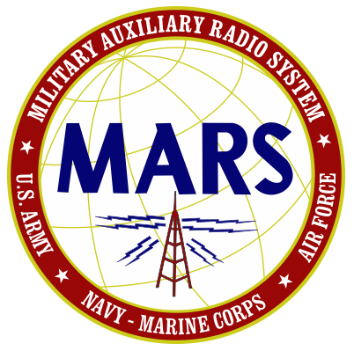 MILITARY AUXILIARY RADIO SYSTEM
MARS
U.S. ARMY
NAVY - MARINE CORPS
AIR FORCE